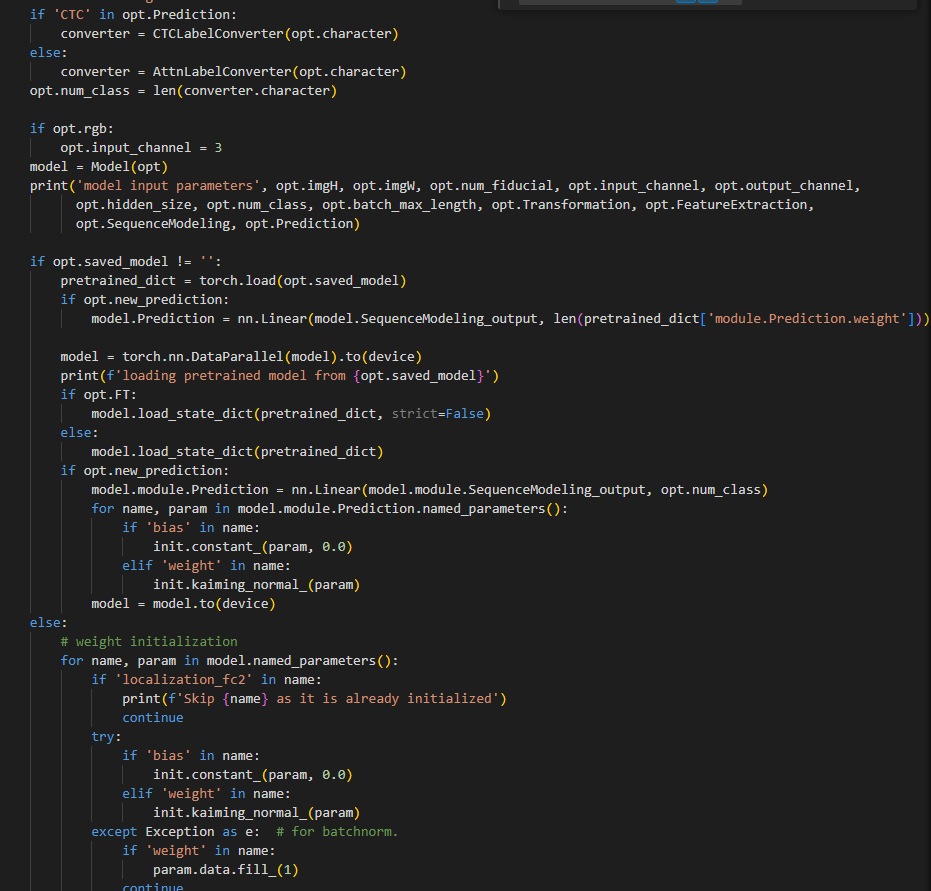 if 'CTC' in opt.Prediction:
    converter = CTCLabelConverter(opt.character)
else:
    converter = AttnLabelConverter(opt.character)
opt.num_class = len(converter.character)

if opt.rgb:
    opt.input_channel = 3
model = Model(opt)
print('model input parameters', opt.imgH, opt.imgW, opt.num_fiducial, opt.input_channel, opt.output_channel,
      opt.hidden_size, opt.num_class, opt.batch_max_length, opt.Transformation, opt.FeatureExtraction,
      opt.SequenceModeling, opt.Prediction)

if opt.saved_model != '':
    pretrained_dict = torch.load(opt.saved_model)
    if opt.new_prediction:
        model.Prediction = nn.Linear(model.SequenceModeling_output, len(pretrained_dict['module.Prediction.weight']))

    model = torch.nn.DataParallel(model).to(device)
    print(f'loading pretrained model from {opt.saved_model}')
    if opt.FT:
        model.load_state_dict(pretrained_dict, strict=False)
    else:
        model.load_state_dict(pretrained_dict)
    if opt.new_prediction:
        model.module.Prediction = nn.Linear(model.module.SequenceModeling_output, opt.num_class)
        for name, param in model.module.Prediction.named_parameters():
            if 'bias' in name:
                init.constant_(param, 0.0)
            elif 'weight' in name:
                init.kaiming_normal_(param)
        model = model.to(device)
else:
    # weight initialization
    for name, param in model.named_parameters():
        if 'localization_fc2' in name:
            print(f'Skip {name} as it is already initialized')
            continue
        try:
            if 'bias' in name:
                init.constant_(param, 0.0)
            elif 'weight' in name:
                init.kaiming_normal_(param)
        except Exception as e:  # for batchnorm.
            if 'weight' in name:
                param.data.fill_(1)
            continue